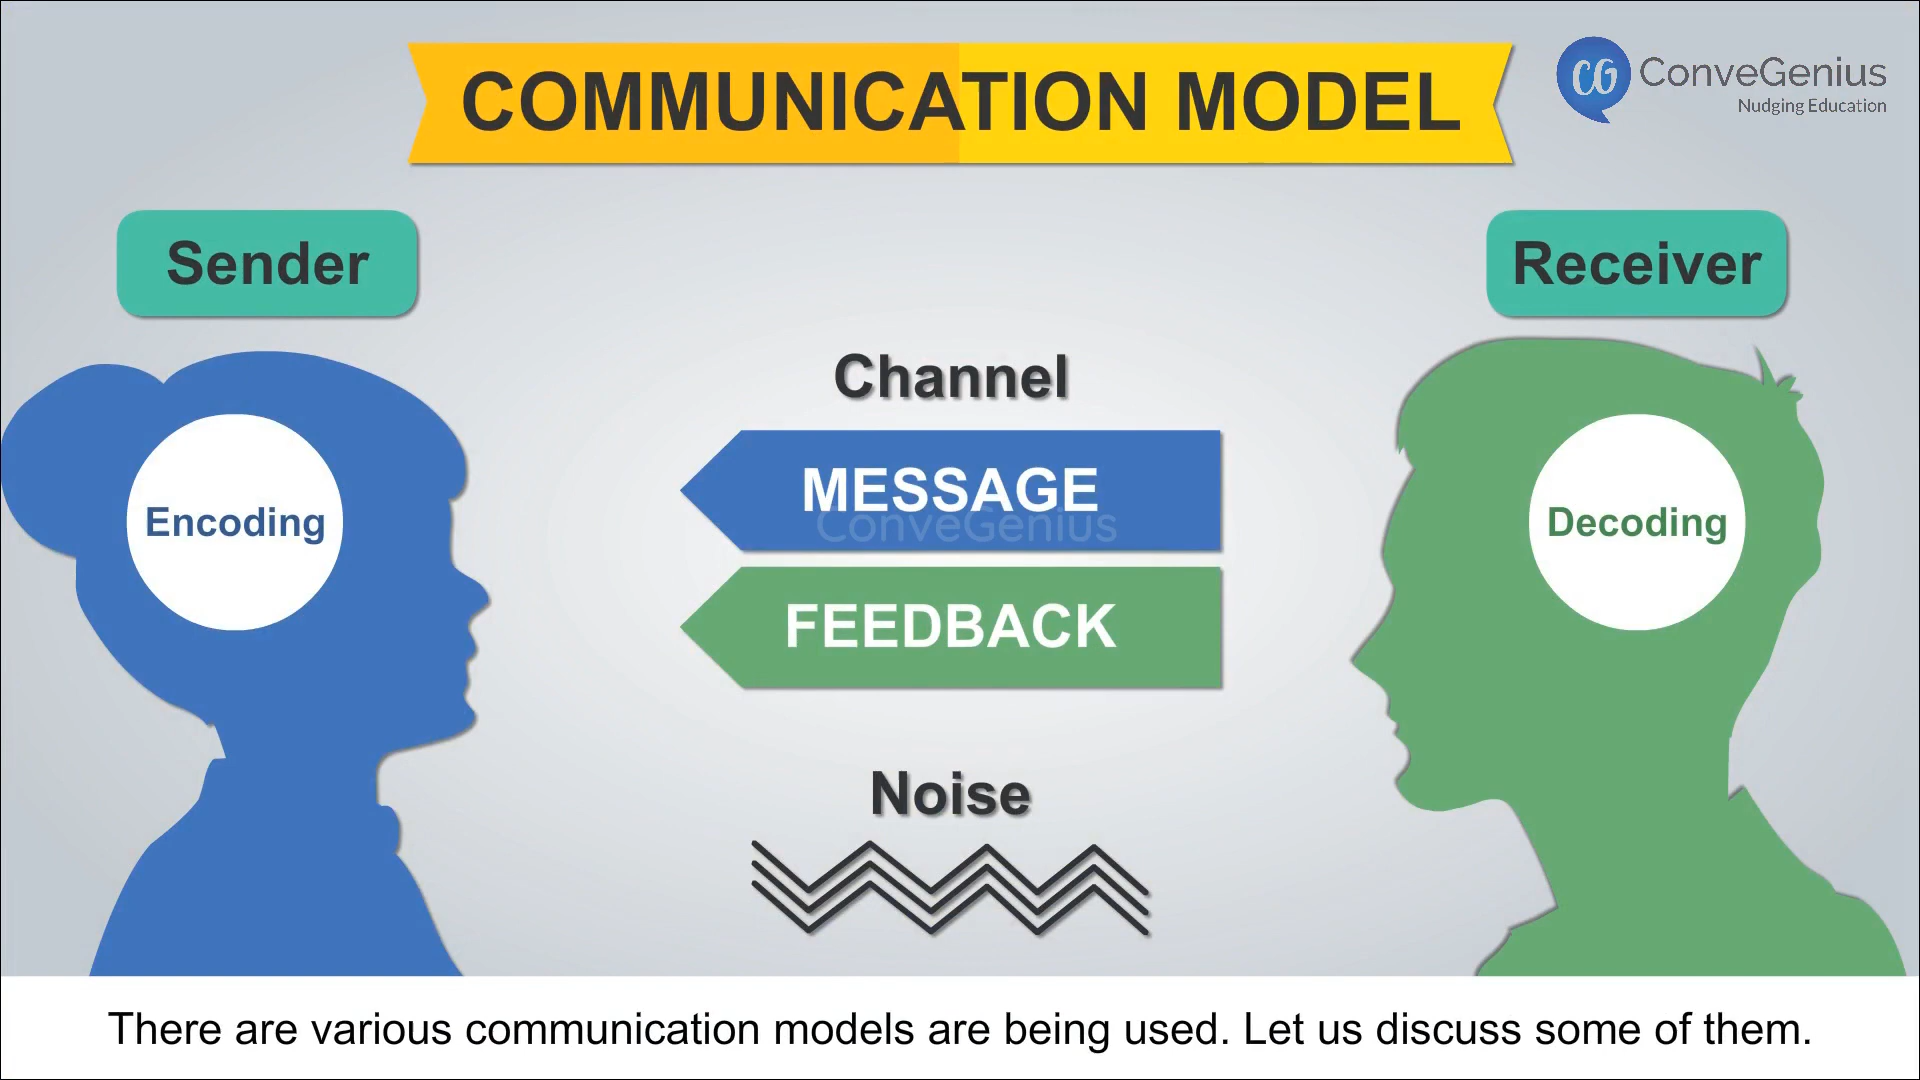 COMMUNICATION MODEL
CG ConveGenius
Nudging Education
Sender
Receiver
Channel
MESSAGE
ConveGenius
Encoding
Decoding
FEEDBACK
Noise
There are various communication models are being used. Let us discuss some of them.